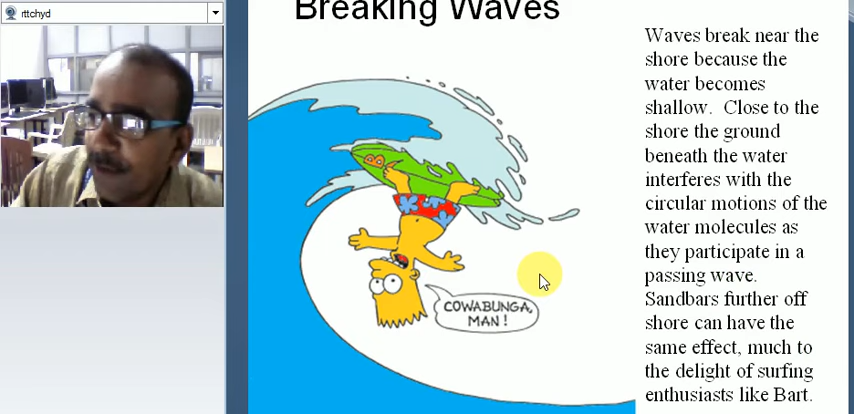 rttchyd
Breaking Waves
Waves break near the
shore because the
water becomes
shallow. Close to the
shore the ground
beneath the water
interferes with the
circular motions of the
water molecules as
they participate in a
passing wave.
Sandbars further off
shore can have the
same effect, much to
the delight of surfing
enthusiasts like Bart.
COWABUNGA,
MAN!